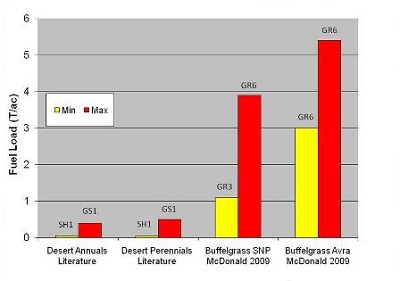 6
5
4
3
2
1
0
Fuel Load (T/ac)
Min Max
SH1 GS1
SH1 GS1
GR3 GR6
GR6 GR6
Desert Annuals
Literature
Desert Perennials
Literature
Buffelgrass SNP
McDonald 2009
Buffelgrass Avra
McDonald 2009